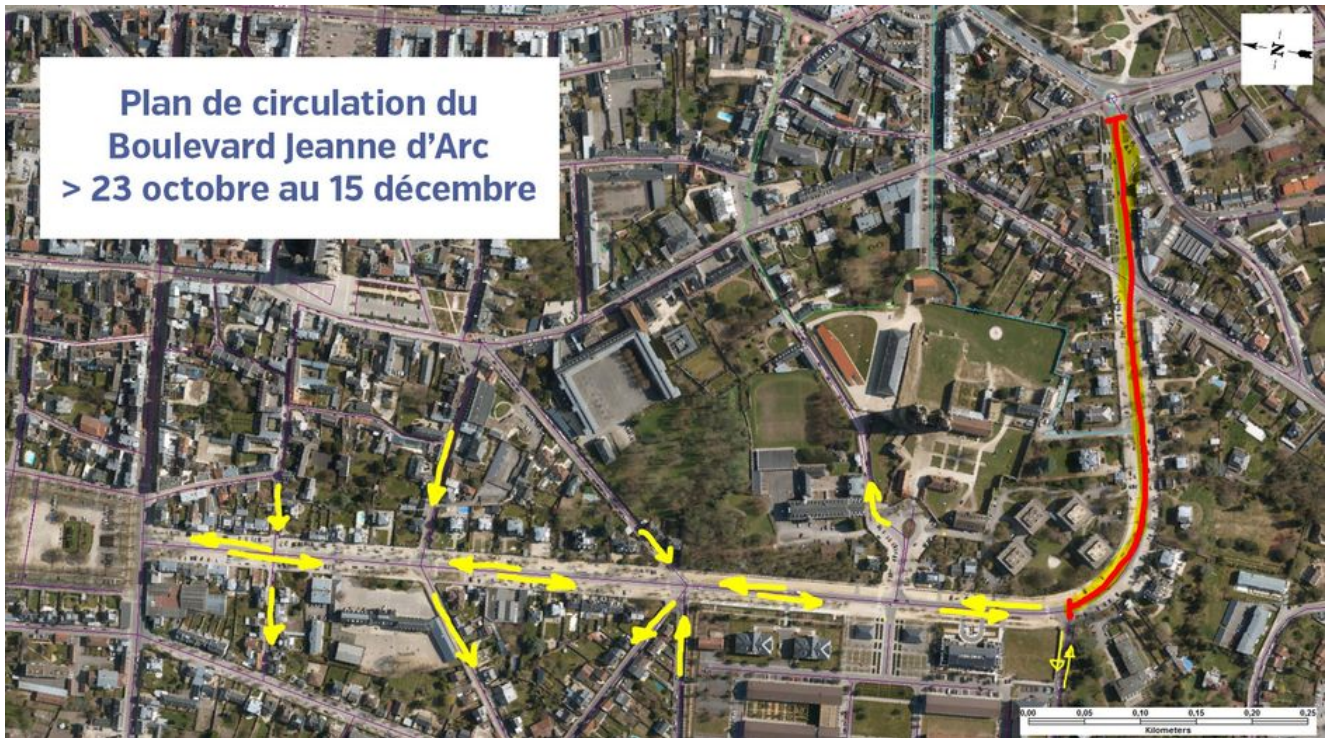 Plan de circulation du
Boulevard Jeanne d'Arc
> 23 octobre au 15 décembre
N
0,00 0,05 0,10 0,15 0,20 0,25
Kilometers